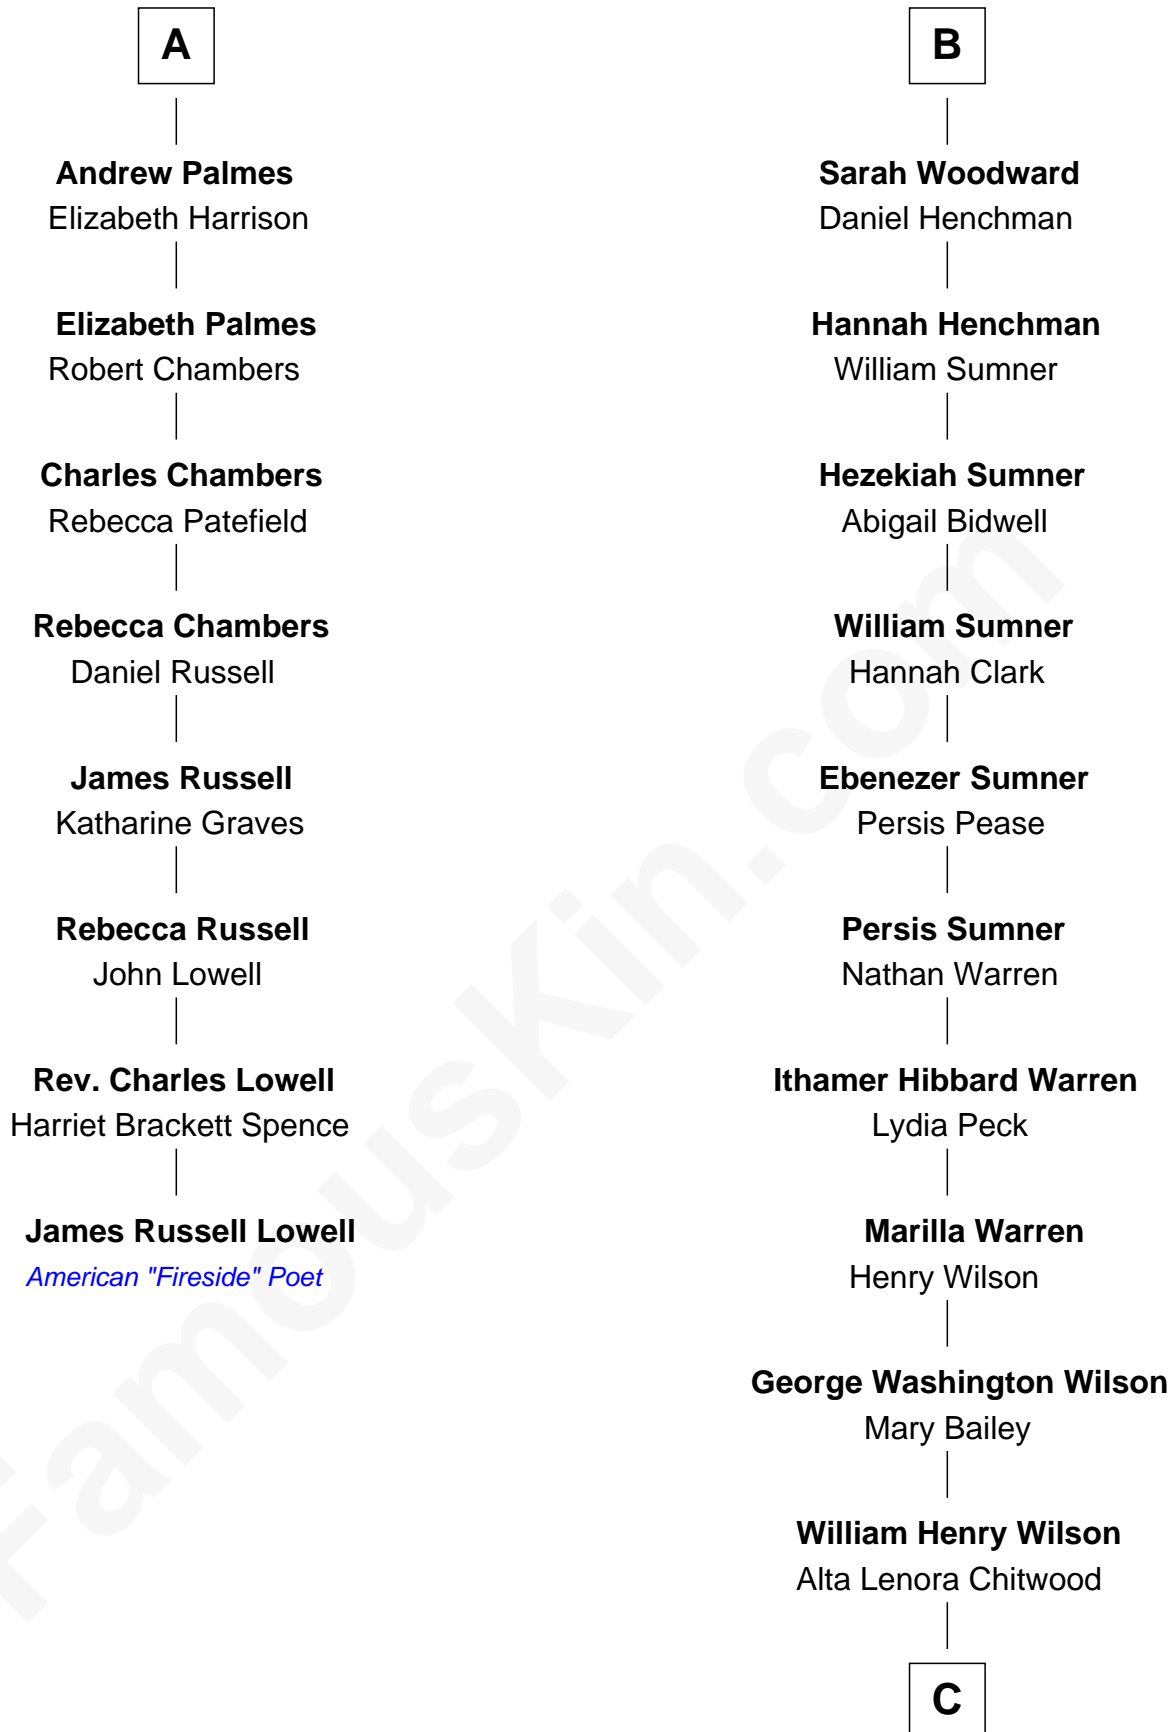 A
Andrew Palmes
Elizabeth Harrison
Elizabeth Palmes
Robert Chambers
Charles Chambers
Rebecca Patefield
Rebecca Chambers
Daniel Russell
James Russell
Katharine Graves
Rebecca Russell
John Lowell
Rev. Charles Lowell
Harriet Brackett Spence
James Russell Lowell
American "Fireside" Poet
B
Sarah Woodward
Daniel Henchman
Hannah Henchman
William Sumner
Hezekiah Sumner
Abigail Bidwell
William Sumner
Hannah Clark
Ebenezer Sumner
Persis Pease
Persis Sumner
Nathan Warren
Ithamer Hibbard Warren
Lydia Peck
Marilla Warren
Henry Wilson
George Washington Wilson
Mary Bailey
William Henry Wilson
Alta Lenora Chitwood
C
FamousKin.com